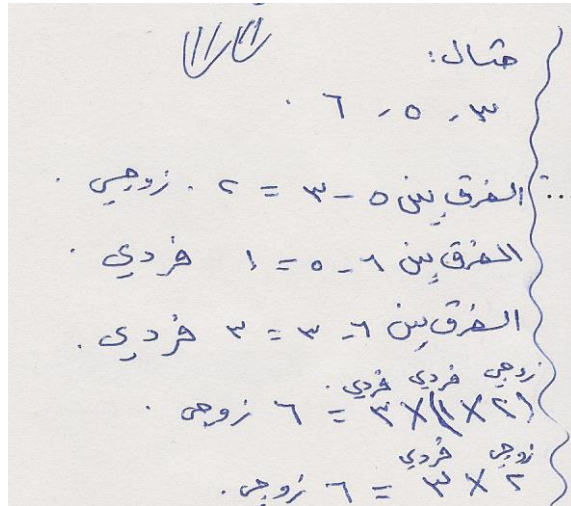 مثال:
٣ ، ٥ ، ٦ .
∴ الفرق بين ٥ - ٣ = ٢ . زوجي .
الفرق بين ٦ - ٥ = ١ فردي .
الفرق بين ٦ - ٣ = ٣ فردي .
زوجي فردي فردي .
(٢ × ١) × ٣ = ٦ زوجي .
زوجي فردي
٢ × ٣ = ٦ زوجي .